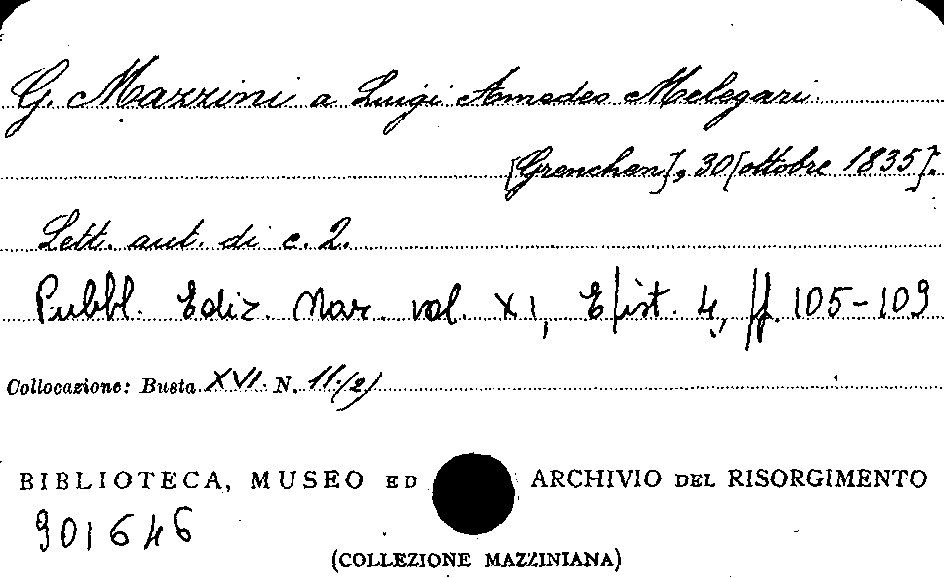 G. Mazzini a Luigi Amedeo Melegari.
[Grenchen], 30 [ottobre 1835].
Lett. aut. di c. 2.
Pubbl. Ediz. Naz. vol. XI, Epist. 4, pp. 105-109
Collocazione: Busta XVI. N. 11.(2)
BIBLIOTECA, MUSEO ED ARCHIVIO DEL RISORGIMENTO
901646
(COLLEZIONE MAZZINIANA)